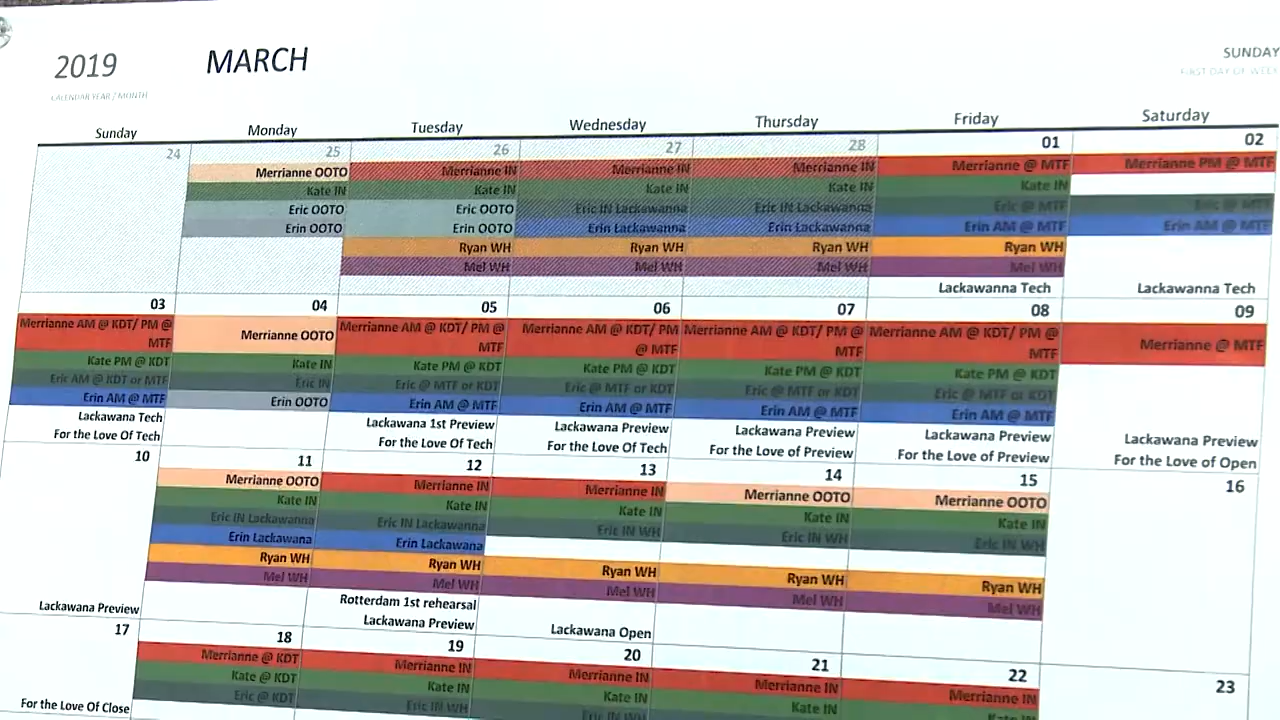 2019
MARCH
SUNDAY
CALENDAR YEAR / MONTH
FIRST DAY OF WEEK
Sunday
Monday
Tuesday
Wednesday
Thursday
Friday
Saturday
24
25
Merrianne OOTO
Kate IN
Eric OOTO
Erin OOTO
26
Merrianne IN
Kate IN
Eric OOTO
Erin OOTO
Ryan WH
Mel WH
27
Merrianne IN
Kate IN
Eric IN Lackawanna
Erin Lackawanna
Ryan WH
Mel WH
28
Merrianne IN
Kate IN
Eric IN Lackawanna
Erin Lackawanna
Ryan WH
Mel WH
01
Merrianne @ MTF
Kate IN
Eric @ MTF
Erin AM @ MTF
Ryan WH
Mel WH
Lackawanna Tech
02
Merrianne PM @ MTF
Eric @ MTF
Erin AM @ MTF
Lackawanna Tech
03
Merrianne AM @ KDT/ PM @
MTF
Kate PM @ KDT
Eric AM @ KDT or MTF
Erin AM @ MTF
Lackawana Tech
For the Love Of Tech
04
Merrianne OOTO
Kate IN
Eric IN
Erin OOTO
05
Merrianne AM @ KDT/ PM @
MTF
Kate PM @ KDT
Eric @ MTF or KDT
Erin AM @ MTF
Lackawana 1st Preview
For the Love Of Tech
06
Merrianne AM @ KDT/ PM
@ MTF
Kate PM @ KDT
Eric @ MTF or KDT
Erin AM @ MTF
Lackawana Preview
For the Love Of Tech
07
Merrianne AM @ KDT/ PM @
MTF
Kate PM @ KDT
Eric @ MTF or KDT
Erin AM @ MTF
Lackawana Preview
For the Love of Preview
08
Merrianne AM @ KDT/ PM @
MTF
Kate PM @ KDT
Eric @ MTF or KDT
Erin AM @ MTF
Lackawana Preview
For the Love of Preview
09
Merrianne @ MTF
Lackawana Preview
For the Love of Open
10
Lackawana Preview
11
Merrianne OOTO
Kate IN
Eric IN Lackawanna
Erin Lackawana
Ryan WH
Mel WH
12
Merrianne IN
Kate IN
Eric IN Lackawanna
Erin Lackawana
Ryan WH
Mel WH
Rotterdam 1st rehearsal
Lackawana Preview
13
Merrianne IN
Kate IN
Eric IN WH
Ryan WH
Mel WH
Lackawana Open
14
Merrianne OOTO
Kate IN
Eric IN WH
Ryan WH
Mel WH
15
Merrianne OOTO
Kate IN
Eric IN WH
Ryan WH
Mel WH
16
17
For the Love Of Close
18
Merrianne @ KDT
Kate @ KDT
Eric @ KDT
19
Merrianne IN
Kate IN
Eric IN
20
Merrianne IN
Kate IN
Eric IN WH
21
Merrianne IN
Kate IN
22
Merrianne IN
Kate IN
23